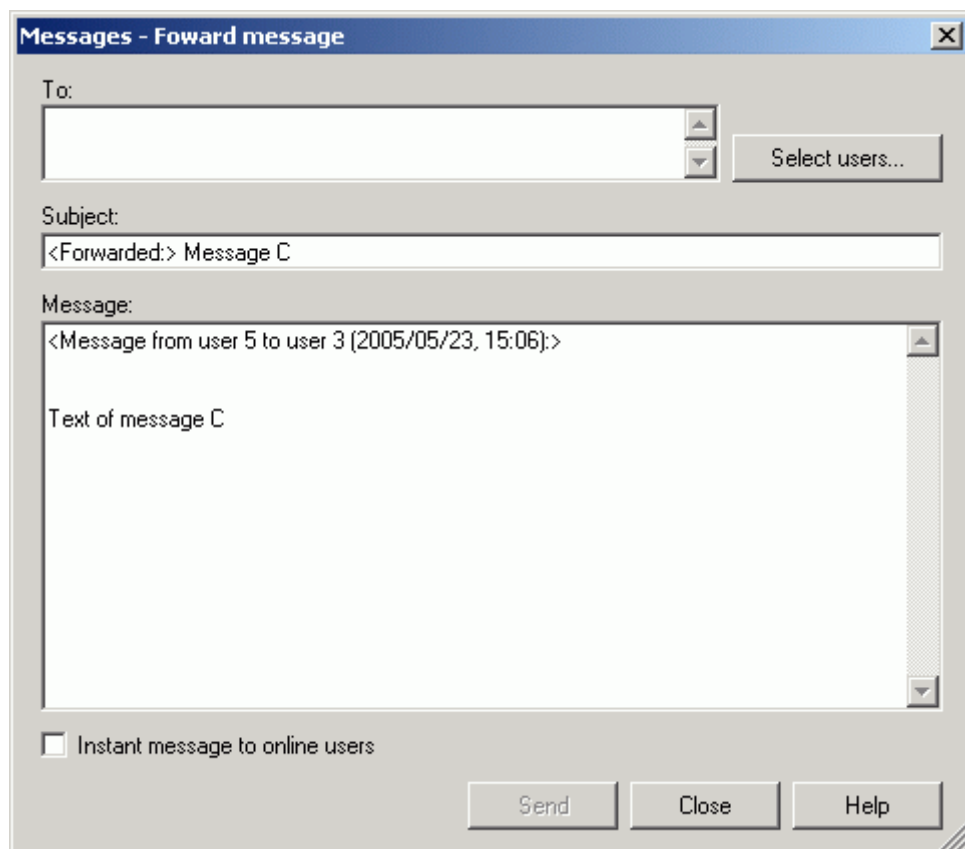 Messages - Foward message
To:
Select users...
Subject:
<Forwarded:> Message C
Message:
<Message from user 5 to user 3 (2005/05/23, 15:06):>
Text of message C
Instant message to online users
Send Close Help